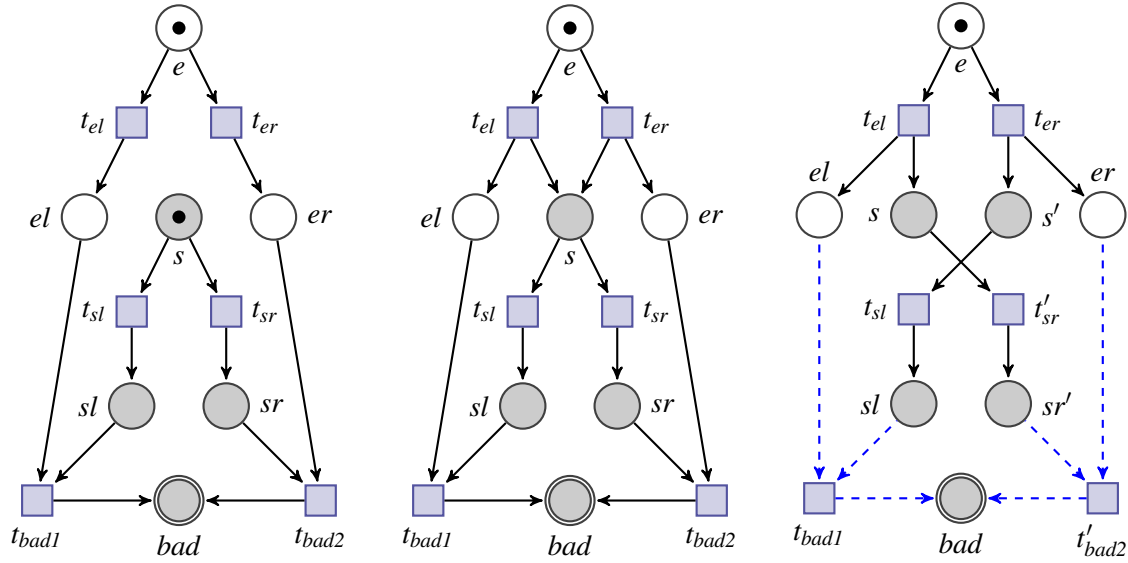 e e e
t_el t_er t_el t_er t_el t_er
el er
el er el er s s′
s s
t_sl t_sr t_sl t_sr t_sl t′_sr
sl sr sl sr sl sr′
t_bad1 bad t_bad2 t_bad1 bad t_bad2 t_bad1 bad t′_bad2